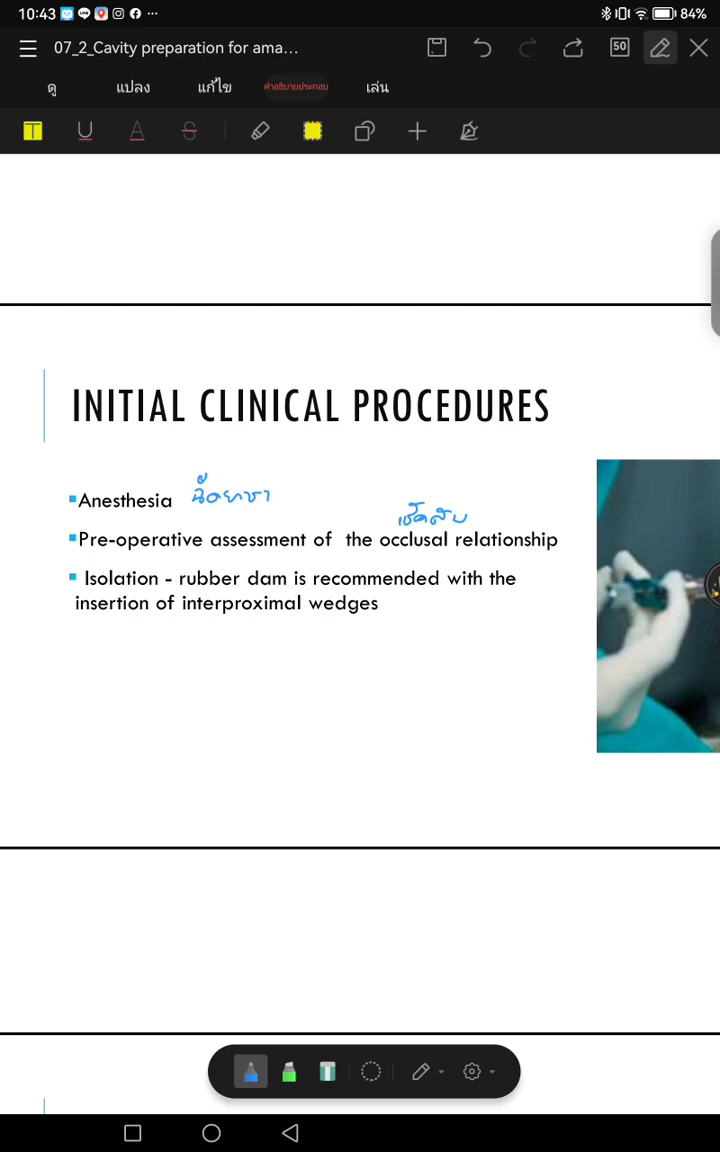 10:43
84%
07_2_Cavity preparation for ama...
50
ดู แปลง แก้ไข คำอธิบายประกอบ เล่น
T U A S
INITIAL CLINICAL PROCEDURES
ฉีดยาชา
Anesthesia
เช็คสบ
Pre-operative assessment of the occlusal relationship
Isolation - rubber dam is recommended with the
insertion of interproximal wedges